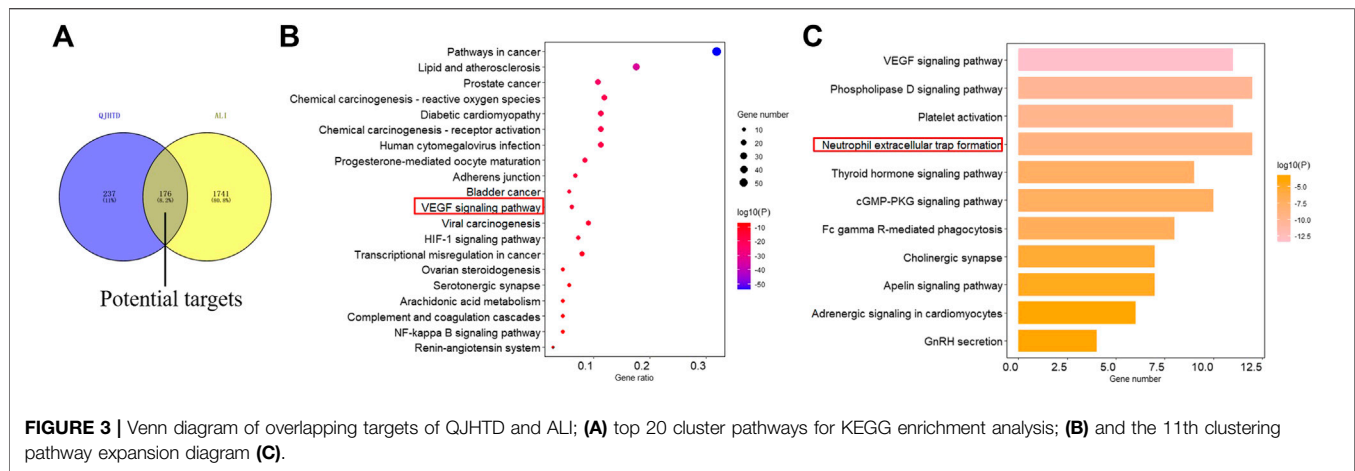 A
QJHTD
ALI
237
(11%)
176
(8.2%)
1741
(80.8%)
Potential targets
B
Pathways in cancer
Lipid and atherosclerosis
Prostate cancer
Chemical carcinogenesis - reactive oxygen species
Diabetic cardiomyopathy
Chemical carcinogenesis - receptor activation
Human cytomegalovirus infection
Progesterone-mediated oocyte maturation
Adherens junction
Bladder cancer
VEGF signaling pathway
Viral carcinogenesis
HIF-1 signaling pathway
Transcriptional misregulation in cancer
Ovarian steroidogenesis
Serotonergic synapse
Arachidonic acid metabolism
Complement and coagulation cascades
NF-kappa B signaling pathway
Renin-angiotensin system
0.1 0.2 0.3
Gene ratio
Gene number
10
20
30
40
50
log10(P)
-10
-20
-30
-40
-50
C
VEGF signaling pathway
Phospholipase D signaling pathway
Platelet activation
Neutrophil extracellular trap formation
Thyroid hormone signaling pathway
cGMP-PKG signaling pathway
Fc gamma R-mediated phagocytosis
Cholinergic synapse
Apelin signaling pathway
Adrenergic signaling in cardiomyocytes
GnRH secretion
0.0 2.5 5.0 7.5 10.0 12.5
Gene number
log10(P)
-5.0
-7.5
-10.0
-12.5
FIGURE 3 | Venn diagram of overlapping targets of QJHTD and ALI; (A) top 20 cluster pathways for KEGG enrichment analysis; (B) and the 11th clustering
pathway expansion diagram (C).